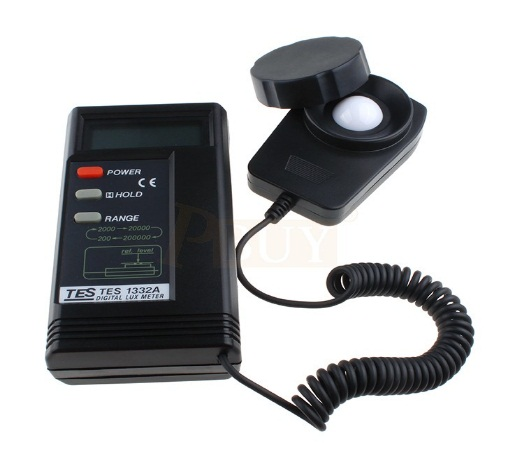 POWER
CE
H HOLD
RANGE
2000 → 20000
200 ← 200000
ref. level
TES TES 1332A
DIGITAL LUX METER